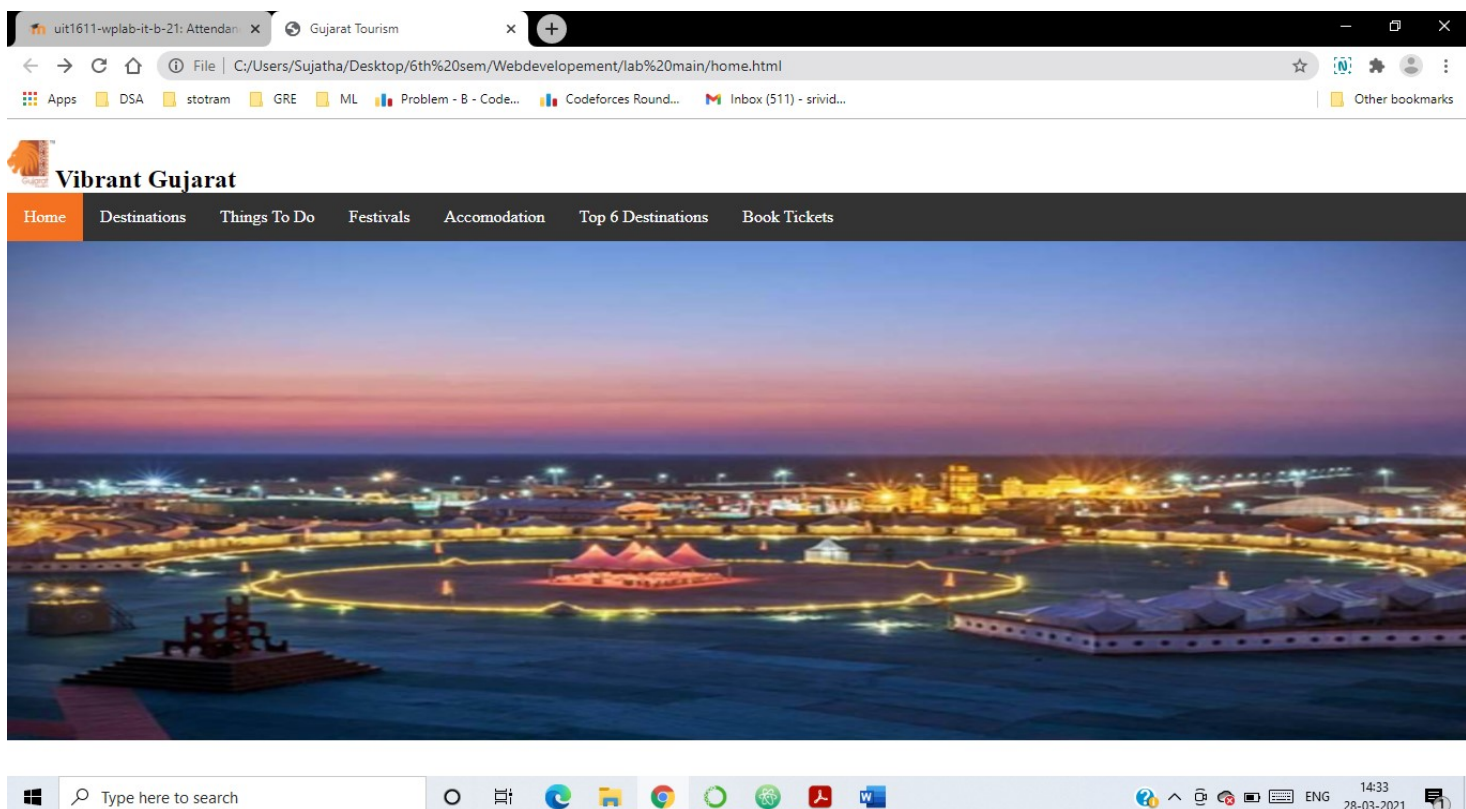 uit1611-wplab-it-b-21: Attendan
Gujarat Tourism
File | C:/Users/Sujatha/Desktop/6th%20sem/Webdevelopement/lab%20main/home.html
Apps DSA stotram GRE ML Problem - B - Code... Codeforces Round... Inbox (511) - srivid... Other bookmarks
Vibrant Gujarat
Home Destinations Things To Do Festivals Accomodation Top 6 Destinations Book Tickets
Type here to search
ENG 14:33
28-03-2021